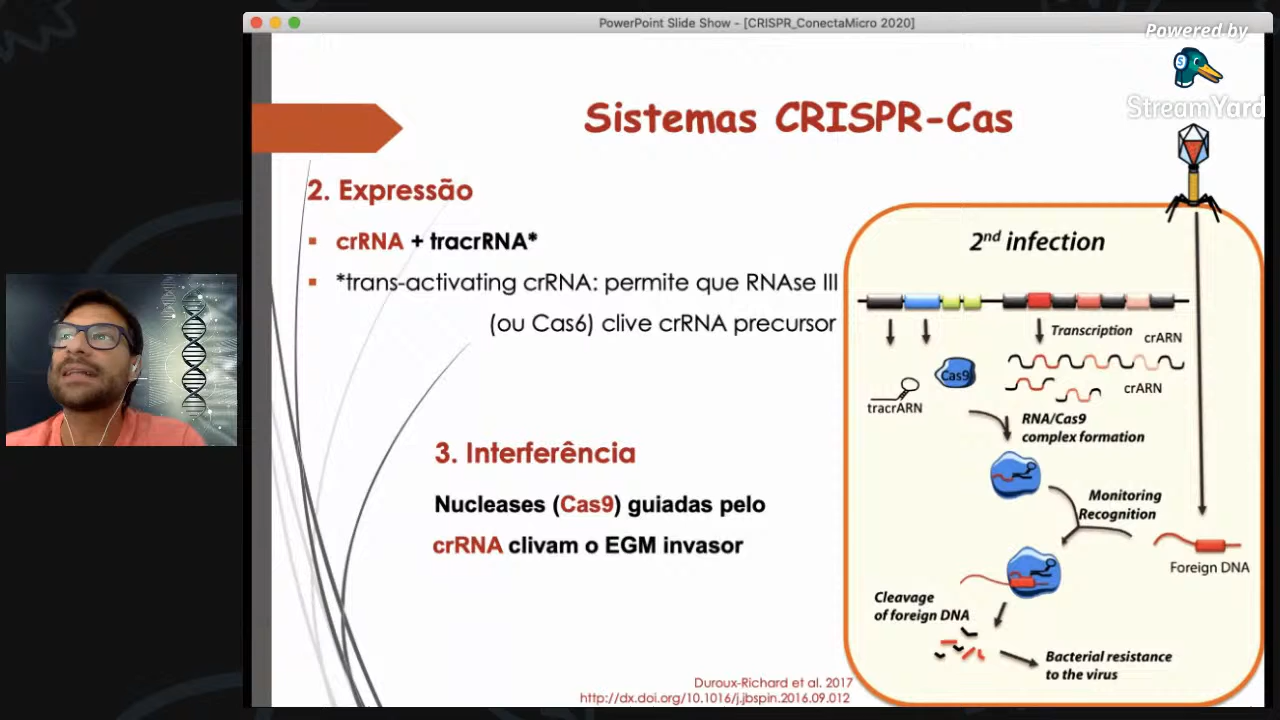 PowerPoint Slide Show - [CRISPR_ConectaMicro 2020]
Powered by
StreamYard
Sistemas CRISPR-Cas
2. Expressão
crRNA + tracrRNA*
*trans-activating crRNA: permite que RNAse III
(ou Cas6) clive crRNA precursor
3. Interferência
Nucleases (Cas9) guiadas pelo
crRNA clivam o EGM invasor
2nd infection
Transcription
crARN
Cas9
crARN
tracrARN
RNA/Cas9
complex formation
Monitoring
Recognition
Foreign DNA
Cleavage
of foreign DNA
Bacterial resistance
to the virus
Duroux-Richard et al. 2017
http://dx.doi.org/10.1016/j.jbspin.2016.09.012